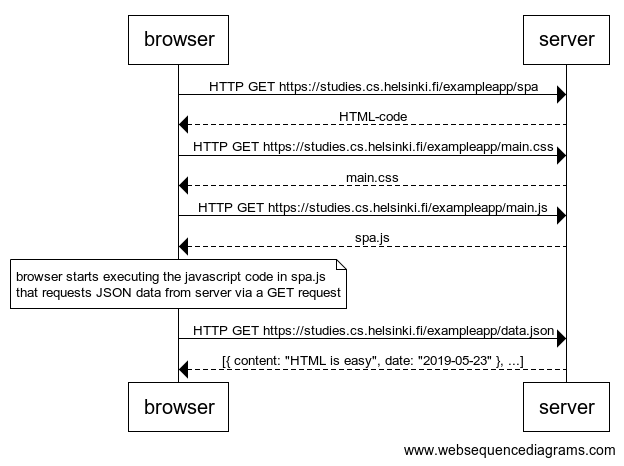 browser server
HTTP GET https://studies.cs.helsinki.fi/exampleapp/spa
HTML-code
HTTP GET https://studies.cs.helsinki.fi/exampleapp/main.css
main.css
HTTP GET https://studies.cs.helsinki.fi/exampleapp/main.js
spa.js
browser starts executing the javascript code in spa.js
that requests JSON data from server via a GET request
HTTP GET https://studies.cs.helsinki.fi/exampleapp/data.json
[{ content: "HTML is easy", date: "2019-05-23" }, ...]
browser server
www.websequencediagrams.com